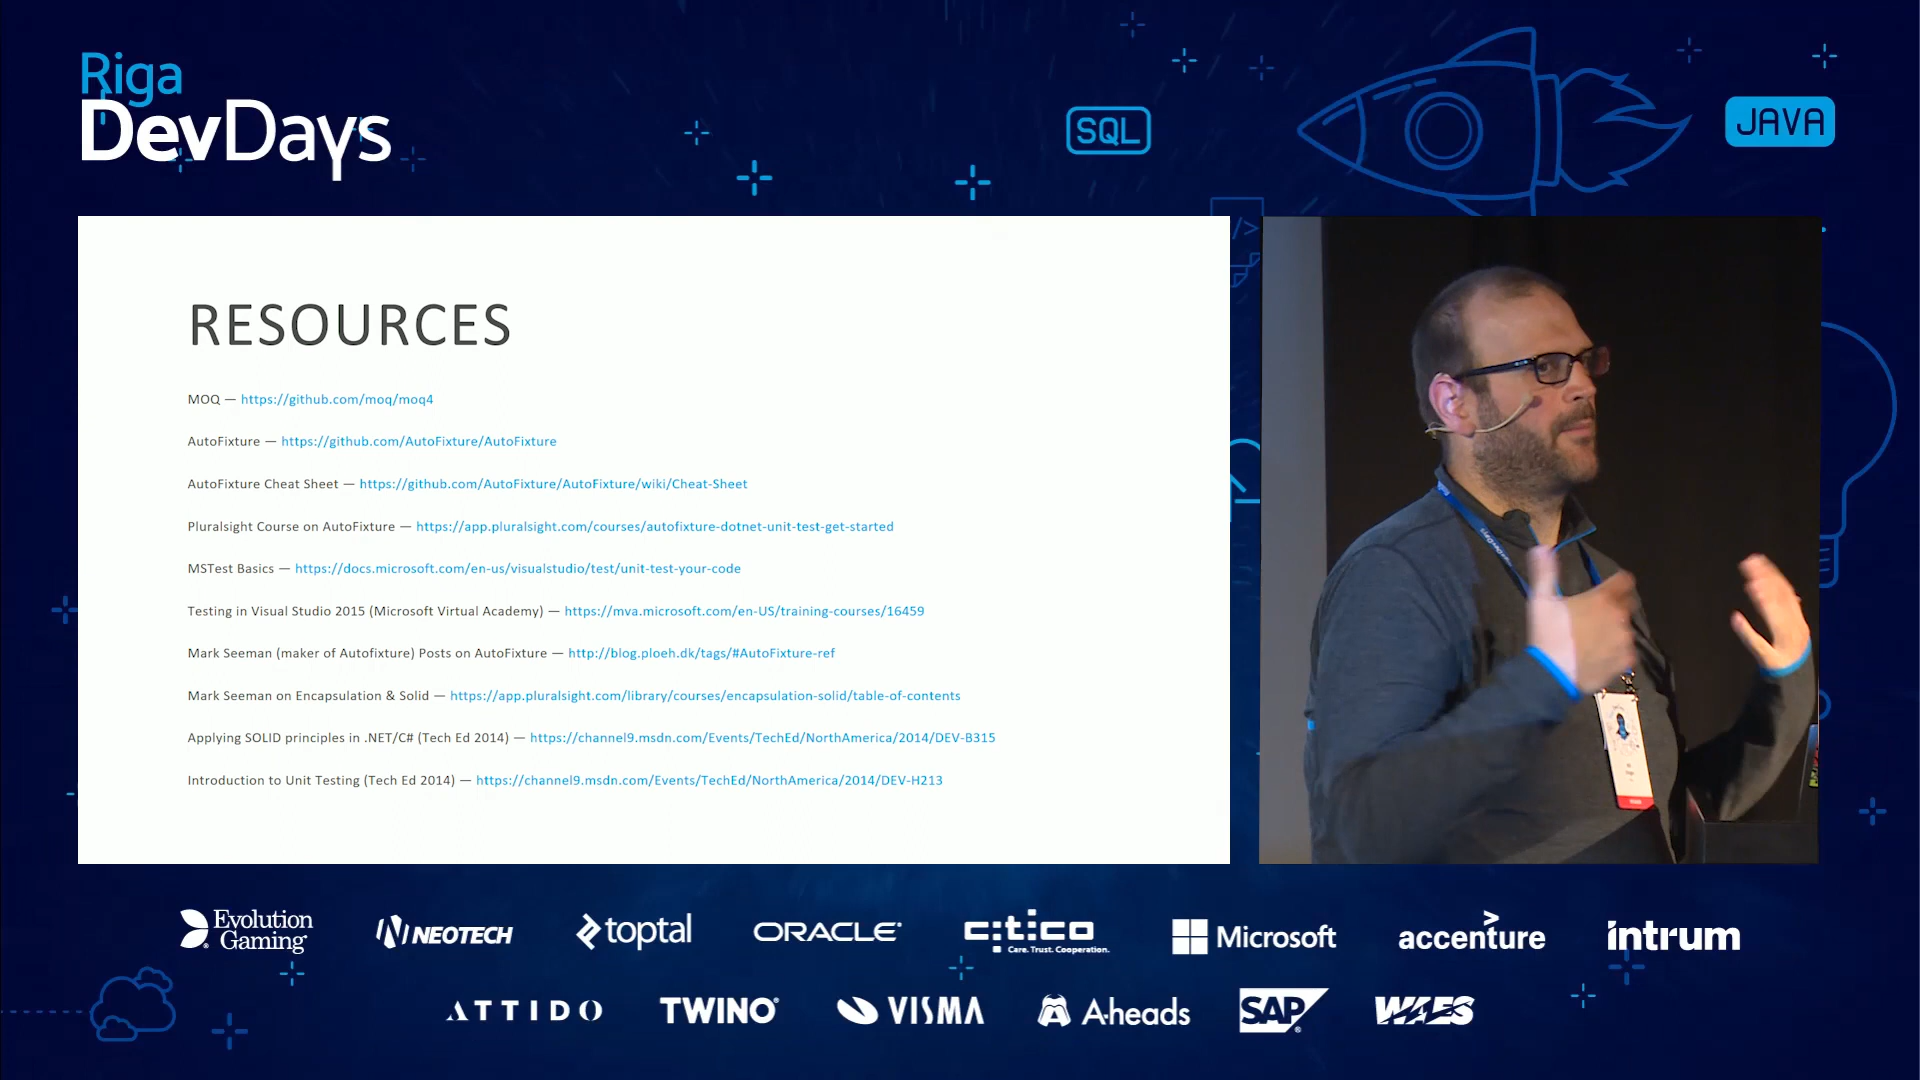 Riga
DevDays
SQL
JAVA
</>
RESOURCES
MOQ — https://github.com/moq/moq4
AutoFixture — https://github.com/AutoFixture/AutoFixture
AutoFixture Cheat Sheet — https://github.com/AutoFixture/AutoFixture/wiki/Cheat-Sheet
Pluralsight Course on AutoFixture — https://app.pluralsight.com/courses/autofixture-dotnet-unit-test-get-started
MSTest Basics — https://docs.microsoft.com/en-us/visualstudio/test/unit-test-your-code
Testing in Visual Studio 2015 (Microsoft Virtual Academy) — https://mva.microsoft.com/en-US/training-courses/16459
Mark Seeman (maker of Autofixture) Posts on AutoFixture — http://blog.ploeh.dk/tags/#AutoFixture-ref
Mark Seeman on Encapsulation & Solid — https://app.pluralsight.com/library/courses/encapsulation-solid/table-of-contents
Applying SOLID principles in .NET/C# (Tech Ed 2014) — https://channel9.msdn.com/Events/TechEd/NorthAmerica/2014/DEV-B315
Introduction to Unit Testing (Tech Ed 2014) — https://channel9.msdn.com/Events/TechEd/NorthAmerica/2014/DEV-H213
Evolution Gaming
NEOTECH
toptal
ORACLE
citico
Care. Trust. Cooperation.
Microsoft
accenture
intrum
ATTIDO
TWINO
VISMA
A-heads
SAP